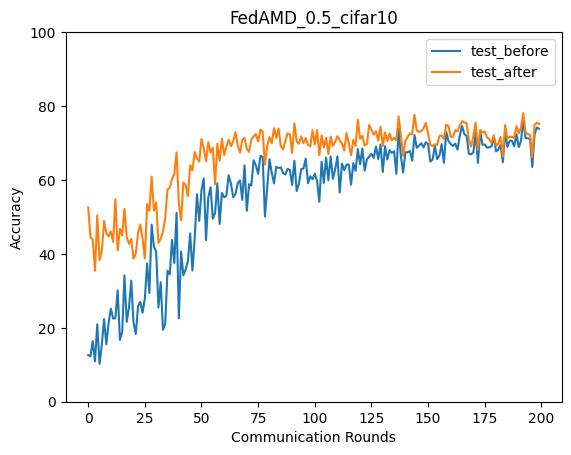 FedAMD_0.5_cifar10
100
80
60
40
20
0
Accuracy
test_before
test_after
0 25 50 75 100 125 150 175 200
Communication Rounds